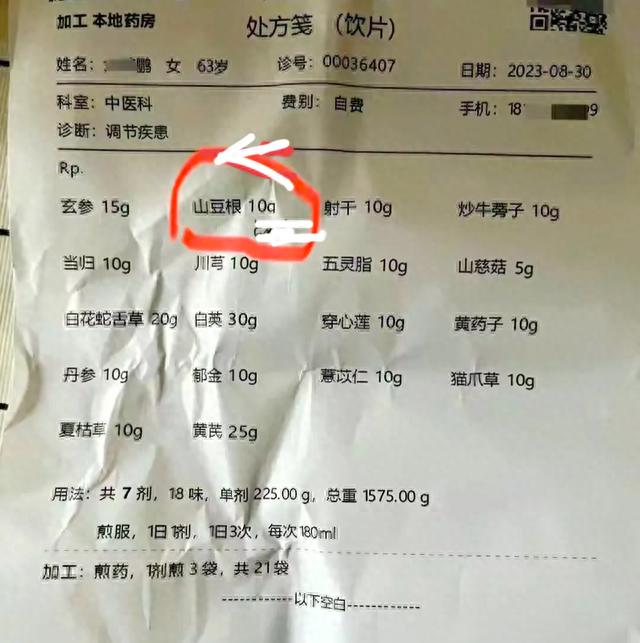 加工 本地药房
处方笺 （饮片）
姓名： 鹏 女 63岁 诊号：00036407 日期：2023-08-30
科室：中医科 费别：自费 手机：18 9
诊断：调节疾患
Rp.
玄参 15g 山豆根 10g 射干 10g 炒牛蒡子 10g
当归 10g 川芎 10g 五灵脂 10g 山慈菇 5g
白花蛇舌草 20g 白英 30g 穿心莲 10g 黄药子 10g
丹参 10g 郁金 10g 薏苡仁 10g 猫爪草 10g
夏枯草 10g 黄芪 25g
用法：共 7 剂，18 味，单剂 225.00 g，总重 1575.00 g
煎服，1日1剂，1日3次，每次180ml
加工：煎药，1剂煎 3 袋，共 21袋
------------以下空白------------